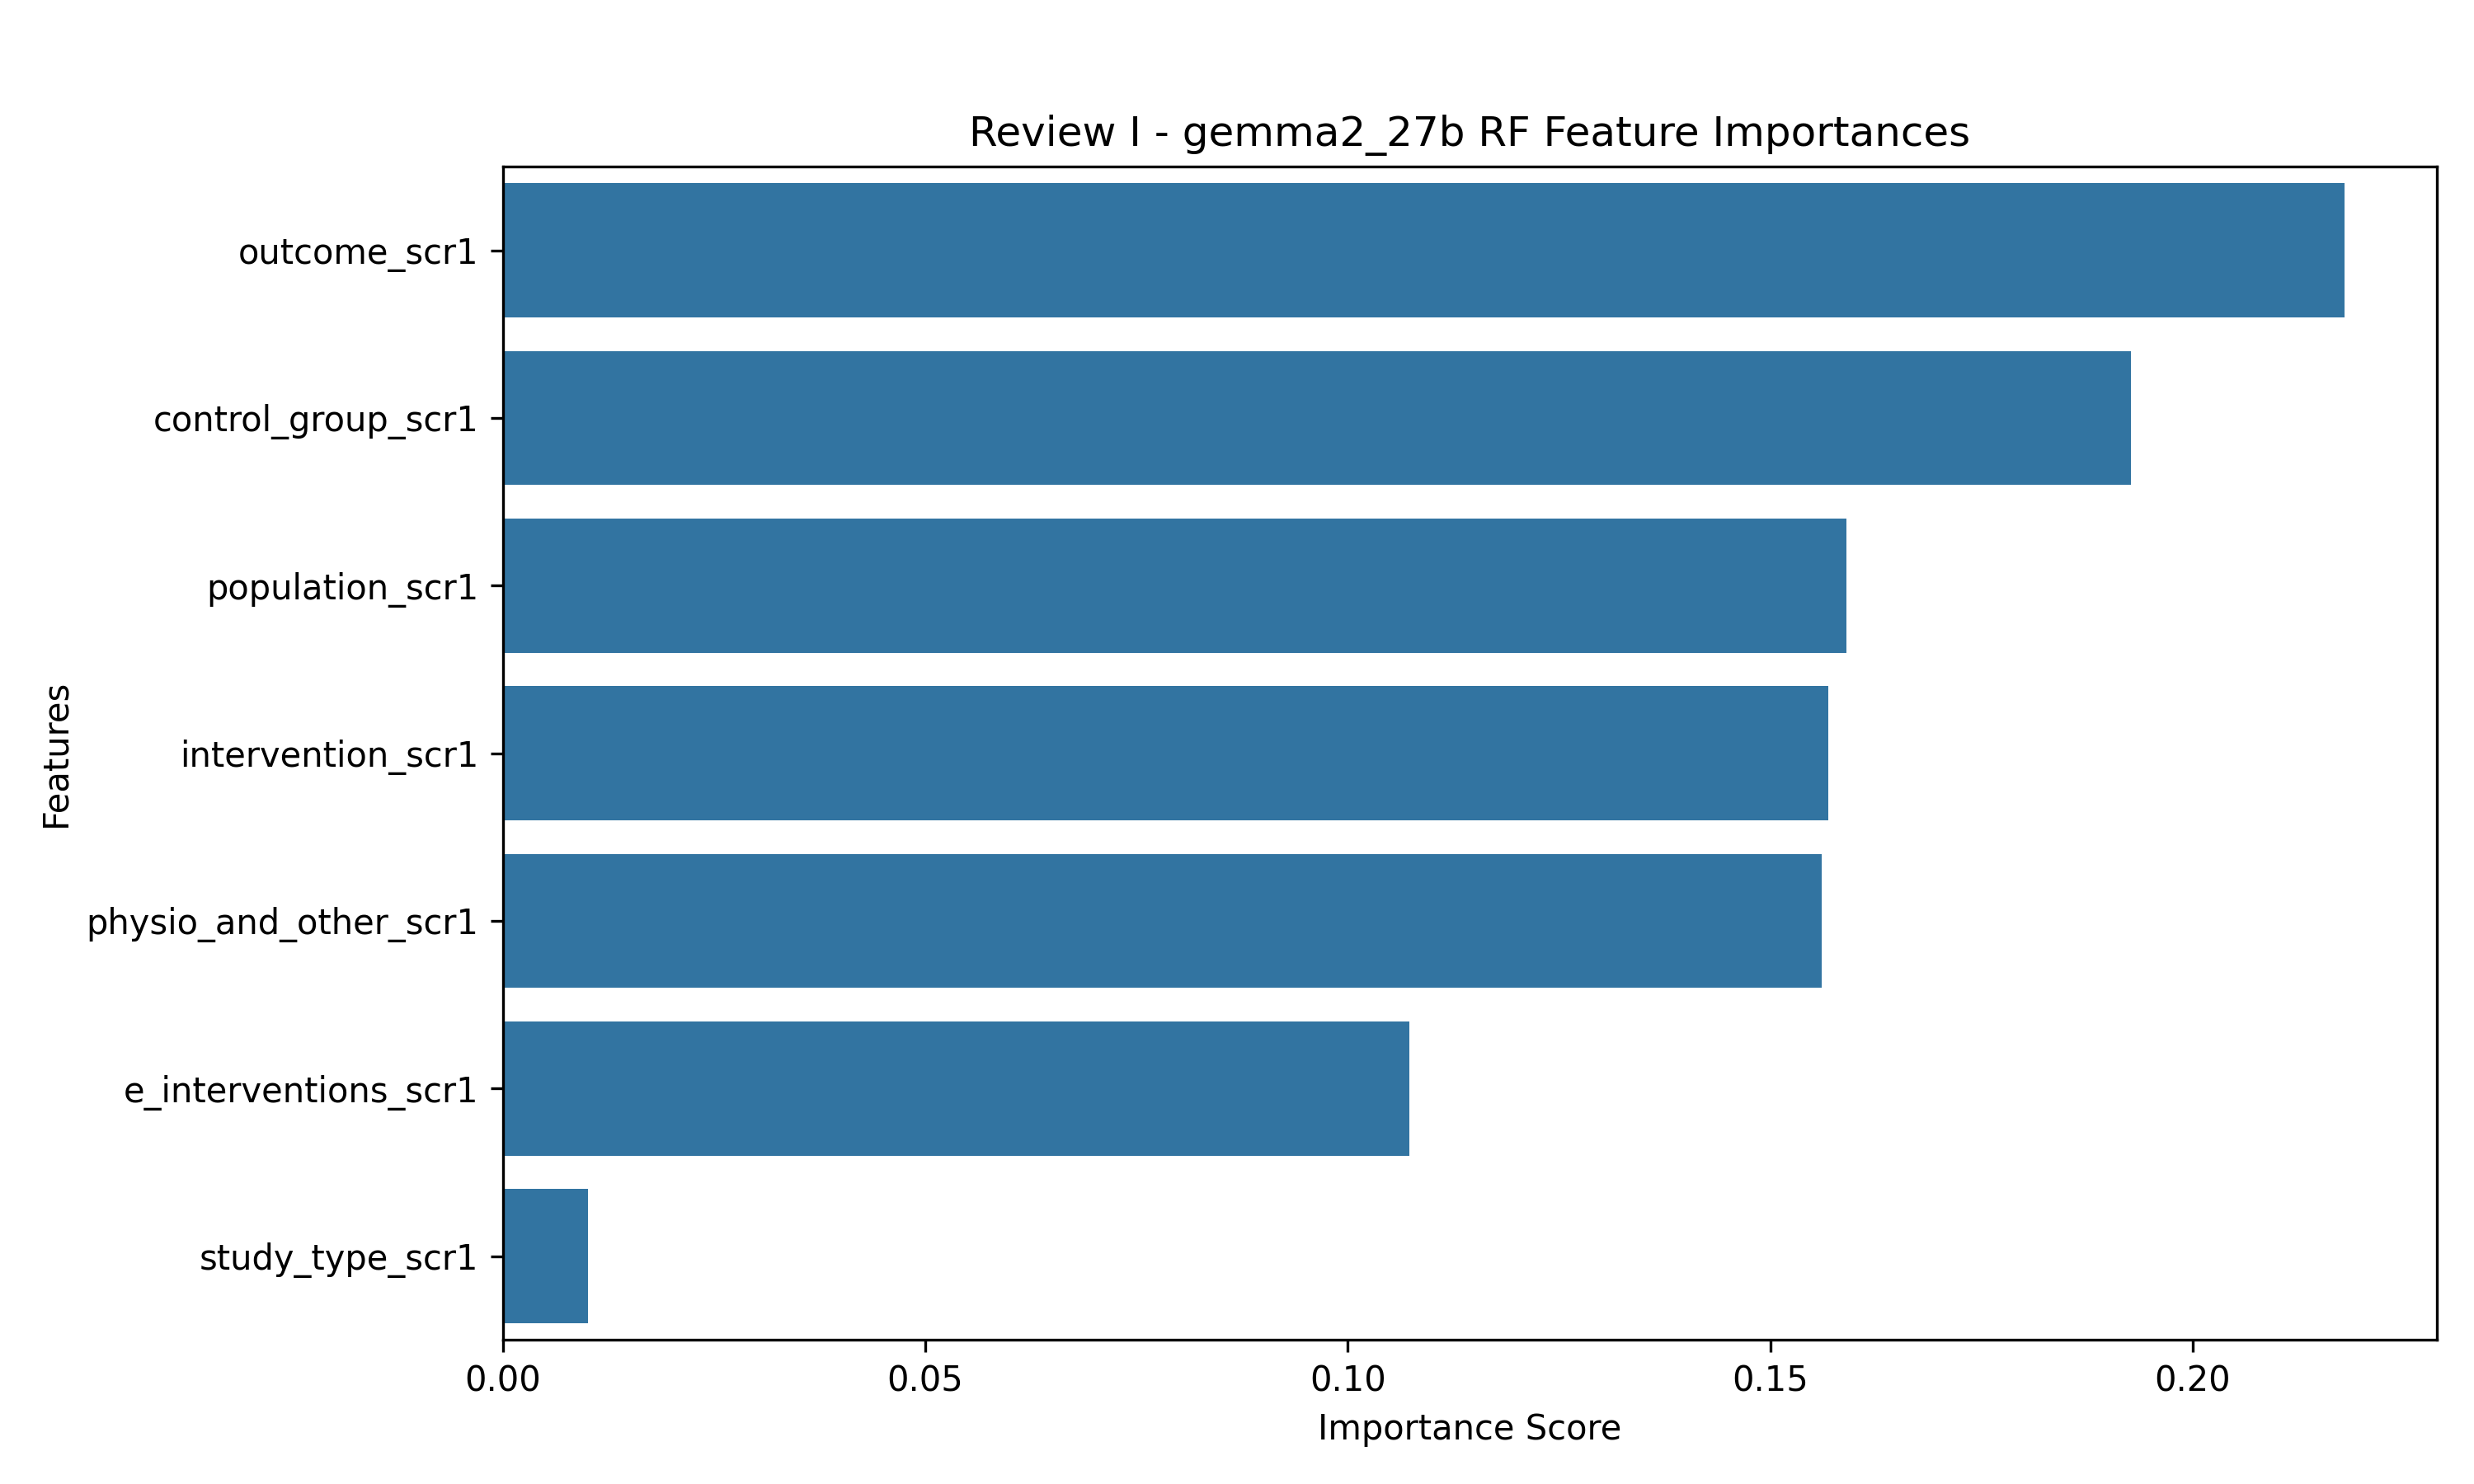 Review I - gemma2_27b RF Feature Importances
Features
outcome_scr1
control_group_scr1
population_scr1
intervention_scr1
physio_and_other_scr1
e_interventions_scr1
study_type_scr1
0.00 0.05 0.10 0.15 0.20
Importance Score